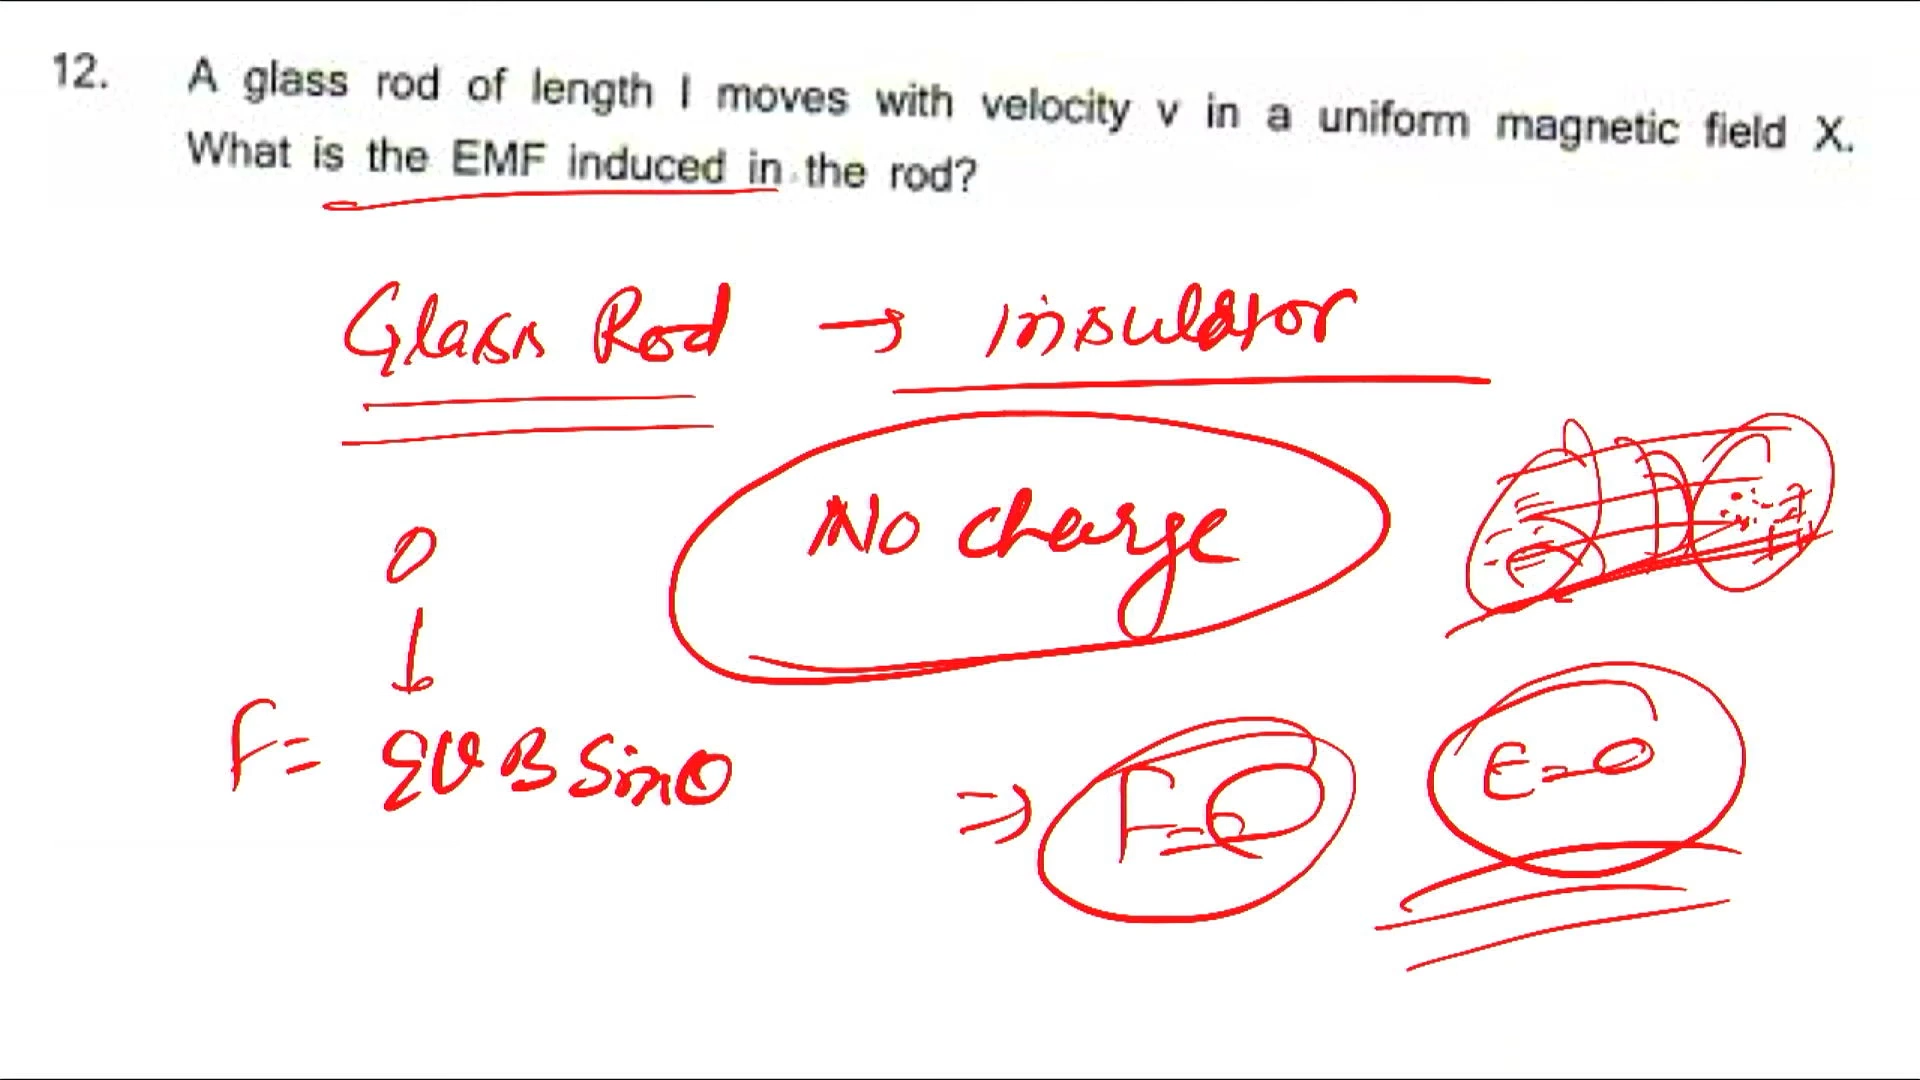 12. A glass rod of length l moves with velocity v in a uniform magnetic field X.
What is the EMF induced in the rod?
Glass Rod → insulator
No charge
0
↓
F = qvB Sinθ
⇒ F=0
E=0